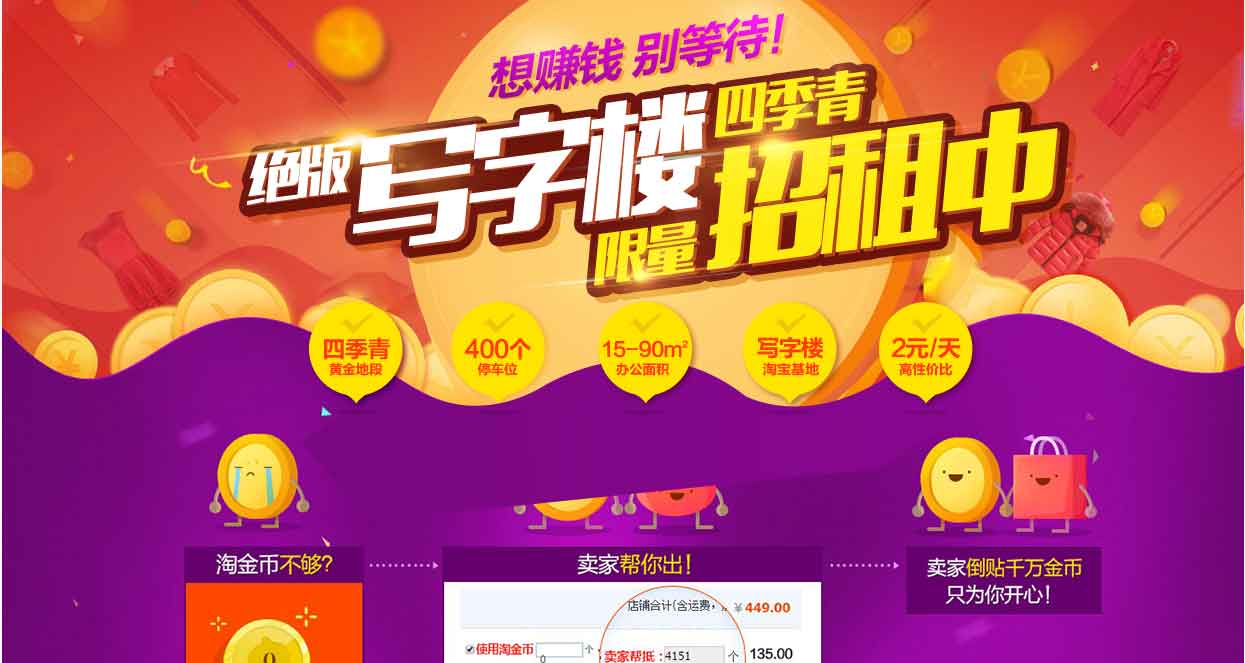 想赚钱 别等待！
绝版 写字楼 四季青
限量 招租中
四季青
黄金地段
400个
停车位
15-90m²
办公面积
写字楼
淘宝基地
2元/天
高性价比
淘金币不够？
卖家帮你出！
卖家倒贴千万金币
只为你开心！
店铺合计(含运费， ￥449.00
使用淘金币 个
0
卖家帮抵：4151 个 135.00